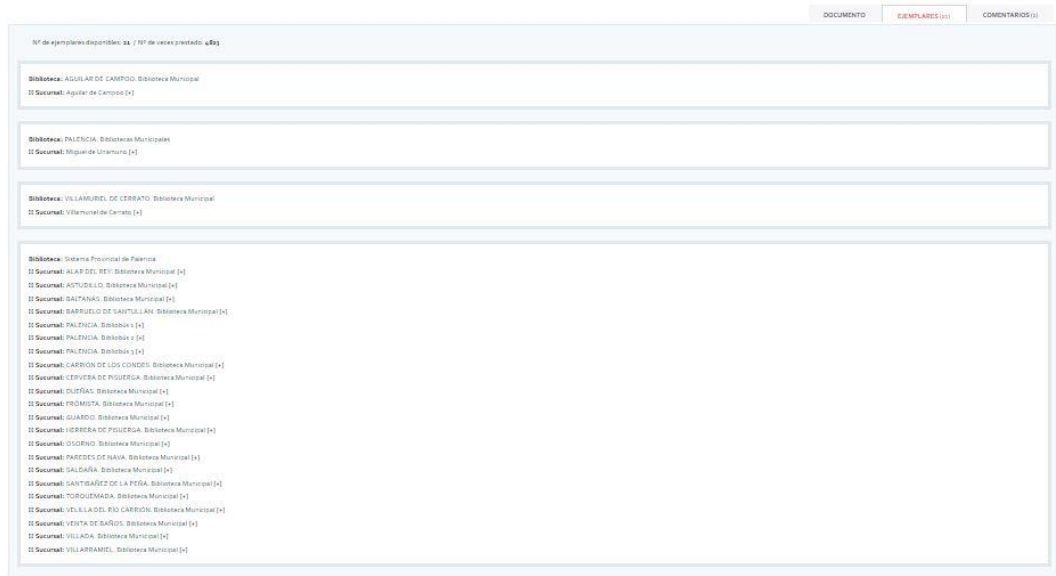 DOCUMENTO
EJEMPLARES
COMENTARIOS
Nº de ejemplares disponibles: / Nº de veces prestado:
Biblioteca: AGUILAR DE CAMPOO. Biblioteca Municipal
Sucursal: Aguilar de Campoo [+]
Biblioteca: PALENCIA. Bibliotecas Municipales
Sucursal: Miguel de Unamuno [+]
Biblioteca: VILLAMURIEL DE CERRATO. Biblioteca Municipal
Sucursal: Villamuriel de Cerrato [+]
Biblioteca: Sistema Provincial de Palencia
Sucursal: ALAR DEL REY. Biblioteca Municipal [+]
Sucursal: ASTUDILLO. Biblioteca Municipal [+]
Sucursal: BALTANÁS. Biblioteca Municipal [+]
Sucursal: BARRUELO DE SANTULLÁN. Biblioteca Municipal [+]
Sucursal: PALENCIA. Bibliobús 1 [+]
Sucursal: PALENCIA. Bibliobús 2 [+]
Sucursal: PALENCIA. Bibliobús 3 [+]
Sucursal: CARRIÓN DE LOS CONDES. Biblioteca Municipal [+]
Sucursal: CERVERA DE PISUERGA. Biblioteca Municipal [+]
Sucursal: DUEÑAS. Biblioteca Municipal [+]
Sucursal: FRÓMISTA. Biblioteca Municipal [+]
Sucursal: GUARDO. Biblioteca Municipal [+]
Sucursal: HERRERA DE PISUERGA. Biblioteca Municipal [+]
Sucursal: OSORNO. Biblioteca Municipal [+]
Sucursal: PAREDES DE NAVA. Biblioteca Municipal [+]
Sucursal: SALDAÑA. Biblioteca Municipal [+]
Sucursal: SANTIBÁÑEZ DE LA PEÑA. Biblioteca Municipal [+]
Sucursal: TORQUEMADA. Biblioteca Municipal [+]
Sucursal: VELILLA DEL RÍO CARRIÓN. Biblioteca Municipal [+]
Sucursal: VENTA DE BAÑOS. Biblioteca Municipal [+]
Sucursal: VILLADA. Biblioteca Municipal [+]
Sucursal: VILLARRAMIEL. Biblioteca Municipal [+]